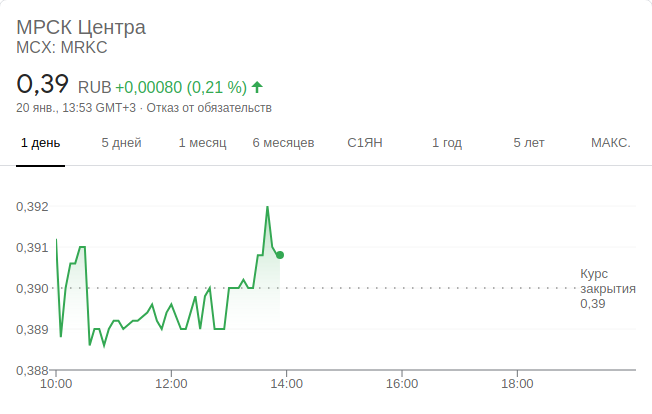 МРСК Центра
MCX: MRKC
0,39 RUB +0,00080 (0,21 %)
20 янв., 13:53 GMT+3 · Отказ от обязательств
1 день 5 дней 1 месяц 6 месяцев С1ЯН 1 год 5 лет МАКС.
0,392
0,391
0,390
0,389
0,388
Курс
закрытия
0,39
10:00 12:00 14:00 16:00 18:00